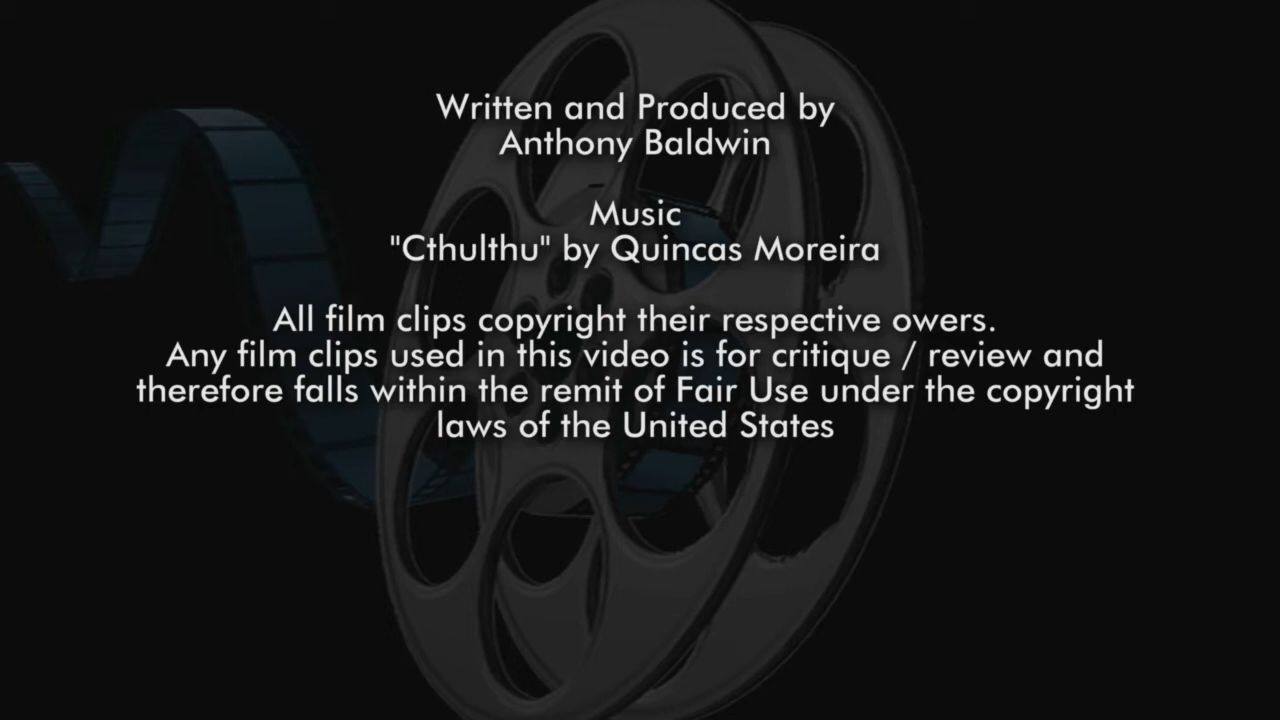 Written and Produced by
Anthony Baldwin
Music
"Cthulthu" by Quincas Moreira
All film clips copyright their respective owers.
Any film clips used in this video is for critique / review and
therefore falls within the remit of Fair Use under the copyright
laws of the United States